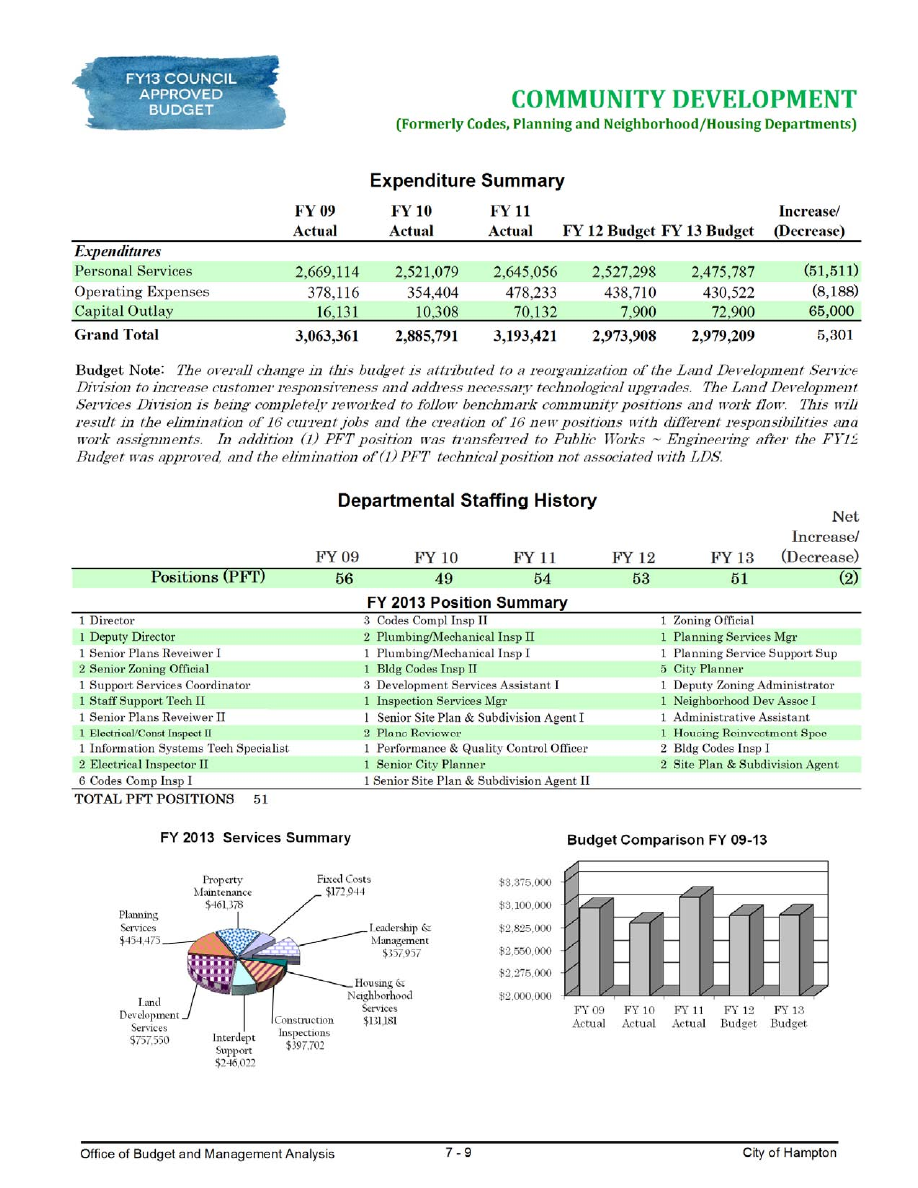 FY13 COUNCIL
APPROVED
BUDGET
COMMUNITY DEVELOPMENT
(Formerly Codes, Planning and Neighborhood/Housing Departments)
Expenditure Summary
FY 09 FY 10 FY 11 Increase/
Actual Actual Actual FY 12 Budget FY 13 Budget (Decrease)
Expenditures
Personal Services 2,669,114 2,521,079 2,645,056 2,527,298 2,475,787 (51,511)
Operating Expenses 378,116 354,404 478,233 438,710 430,522 (8,188)
Capital Outlay 16,131 10,308 70,132 7,900 72,900 65,000
Grand Total 3,063,361 2,885,791 3,193,421 2,973,908 2,979,209 5,301
Budget Note: The overall change in this budget is attributed to a reorganization of the Land Development Service
Division to increase customer responsiveness and address necessary technological upgrades. The Land Development
Services Division is being completely reworked to follow benchmark community positions and work flow. This will
result in the elimination of 16 current jobs and the creation of 16 new positions with different responsibilities and
work assignments. In addition (1) PFT position was transferred to Public Works ~ Engineering after the FY12
Budget was approved, and the elimination of (1) PFT technical position not associated with LDS.
Departmental Staffing History
Net
Increase/
FY 09 FY 10 FY 11 FY 12 FY 13 (Decrease)
Positions (PFT) 56 49 54 53 51 (2)
FY 2013 Position Summary
1 Director 3 Codes Compl Insp II 1 Zoning Official
1 Deputy Director 2 Plumbing/Mechanical Insp II 1 Planning Services Mgr
1 Senior Plans Reveiwer I 1 Plumbing/Mechanical Insp I 1 Planning Service Support Sup
2 Senior Zoning Official 1 Bldg Codes Insp II 5 City Planner
1 Support Services Coordinator 3 Development Services Assistant I 1 Deputy Zoning Administrator
1 Staff Support Tech II 1 Inspection Services Mgr 1 Neighborhood Dev Assoc I
1 Senior Plans Reveiwer II 1 Senior Site Plan & Subdivision Agent I 1 Administrative Assistant
1 Electrical/Const Inspect II 2 Plans Reviewer 1 Housing Reinvestment Spec
1 Information Systems Tech Specialist 1 Performance & Quality Control Officer 2 Bldg Codes Insp I
2 Electrical Inspector II 1 Senior City Planner 2 Site Plan & Subdivision Agent
6 Codes Comp Insp I 1 Senior Site Plan & Subdivision Agent II
TOTAL PFT POSITIONS 51
FY 2013 Services Summary
Property
Maintenance
$461,378
Fixed Costs
$172,944
Planning
Services
$454,475
Leadership &
Management
$357,957
Housing &
Neighborhood
Services
$131,181
Land
Development
Services
$757,550
Interdept
Support
$246,022
Construction
Inspections
$397,702
Budget Comparison FY 09-13
$3,375,000
$3,100,000
$2,825,000
$2,550,000
$2,275,000
$2,000,000
FY 09 FY 10 FY 11 FY 12 FY 13
Actual Actual Actual Budget Budget
Office of Budget and Management Analysis 7 - 9 City of Hampton